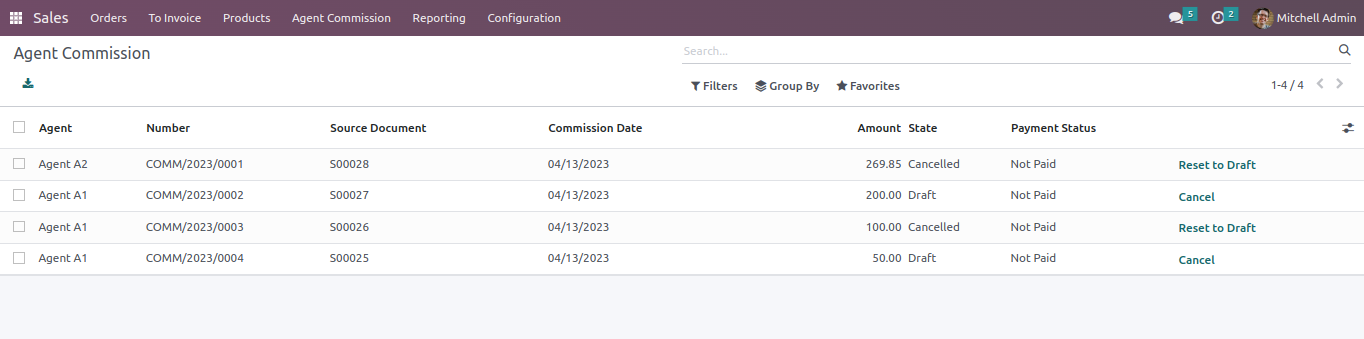 Sales Orders To Invoice Products Agent Commission Reporting Configuration 5 2 Mitchell Admin
Agent Commission Search...
Filters Group By Favorites 1-4 / 4
Agent Number Source Document Commission Date Amount State Payment Status
Agent A2 COMM/2023/0001 S00028 04/13/2023 269.85 Cancelled Not Paid Reset to Draft
Agent A1 COMM/2023/0002 S00027 04/13/2023 200.00 Draft Not Paid Cancel
Agent A1 COMM/2023/0003 S00026 04/13/2023 100.00 Cancelled Not Paid Reset to Draft
Agent A1 COMM/2023/0004 S00025 04/13/2023 50.00 Draft Not Paid Cancel